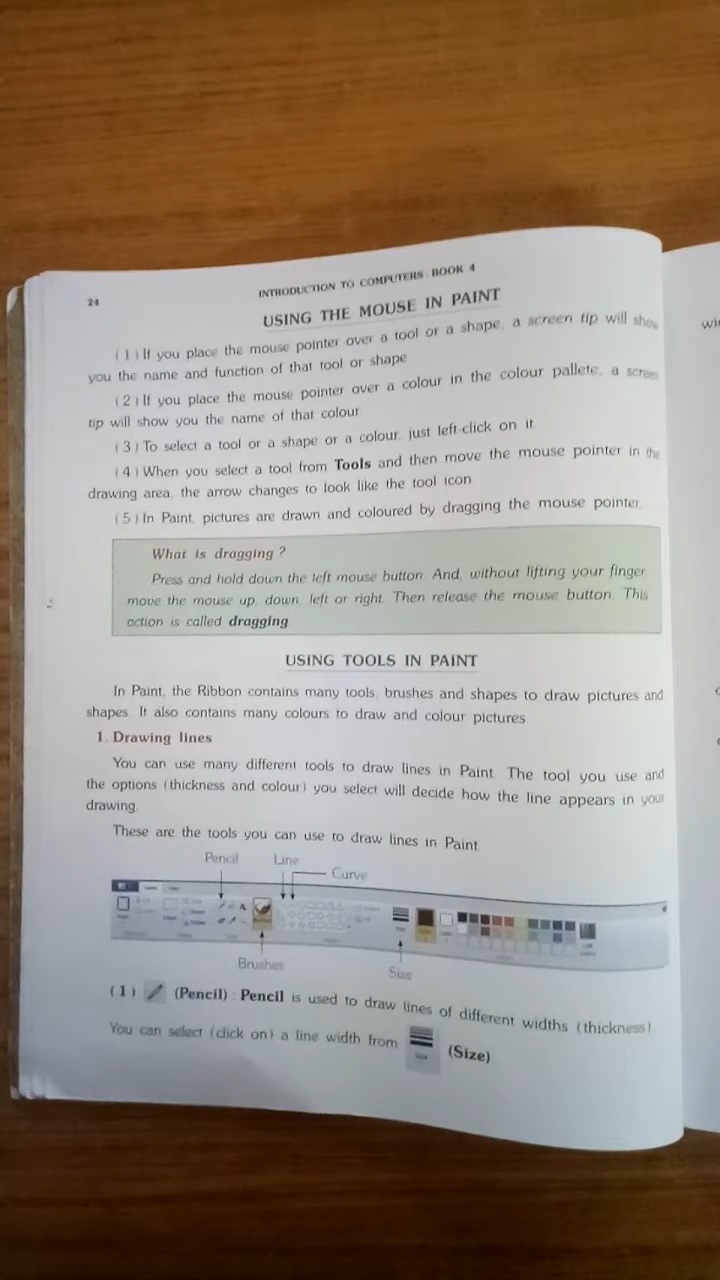 24
INTRODUCTION TO COMPUTERS : BOOK 4
USING THE MOUSE IN PAINT
(1) If you place the mouse pointer over a tool or a shape, a screen tip will show
you the name and function of that tool or shape
(2) If you place the mouse pointer over a colour in the colour pallete, a screen
tip will show you the name of that colour
(3) To select a tool or a shape or a colour, just left-click on it.
(4) When you select a tool from Tools and then move the mouse pointer in the
drawing area, the arrow changes to look like the tool icon.
(5) In Paint, pictures are drawn and coloured by dragging the mouse pointer.
What is dragging ?
Press and hold down the left mouse button. And, without lifting your finger,
move the mouse up, down, left or right. Then release the mouse button. This
action is called dragging
USING TOOLS IN PAINT
In Paint, the Ribbon contains many tools, brushes and shapes to draw pictures and
shapes. It also contains many colours to draw and colour pictures.
1. Drawing lines
You can use many different tools to draw lines in Paint. The tool you use and
the options (thickness and colour) you select will decide how the line appears in your
drawing.
These are the tools you can use to draw lines in Paint.
Pencil Line
Curve
Brushes
Size
(1) (Pencil) : Pencil is used to draw lines of different widths (thickness).
You can select (click on) a line width from (Size)
Size